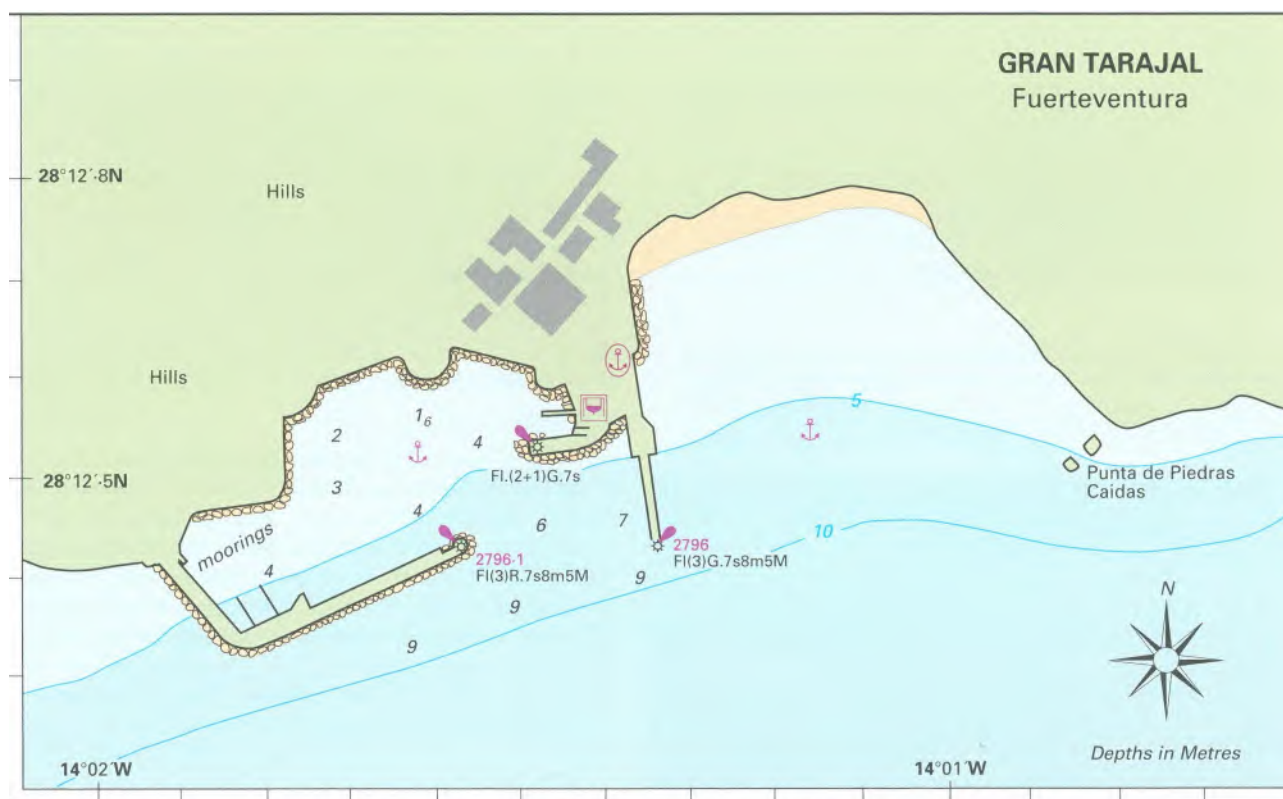 GRAN TARAJAL
Fuerteventura
28°12´·8N
Hills
Hills
5
1₆
2
4
Fl.(2+1)G.7s
28°12´·5N
Punta de Piedras
Caidas
3
4
6
7
10
moorings
2796·1
Fl(3)R.7s8m5M
2796
Fl(3)G.7s8m5M
4
9
9
9
N
Depths in Metres
14°02´W
14°01´W